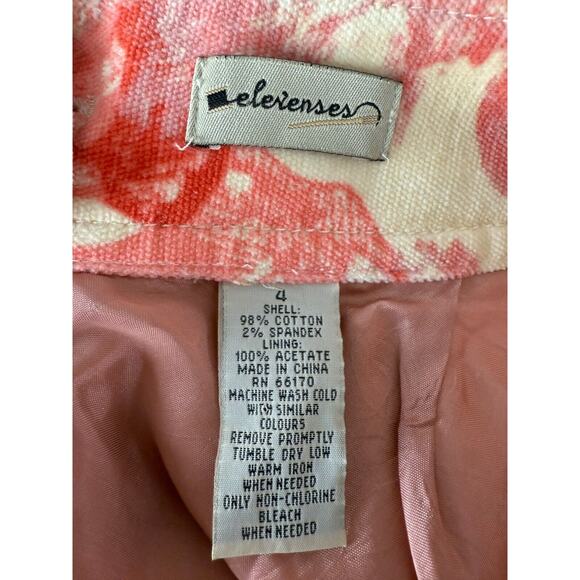 elevenses
4
SHELL:
98% COTTON
2% SPANDEX
LINING:
100% ACETATE
MADE IN CHINA
RN 66170
MACHINE WASH COLD
WITH SIMILAR
COLOURS
REMOVE PROMPTLY
TUMBLE DRY LOW
WARM IRON
WHEN NEEDED
ONLY NON-CHLORINE
BLEACH
WHEN NEEDED